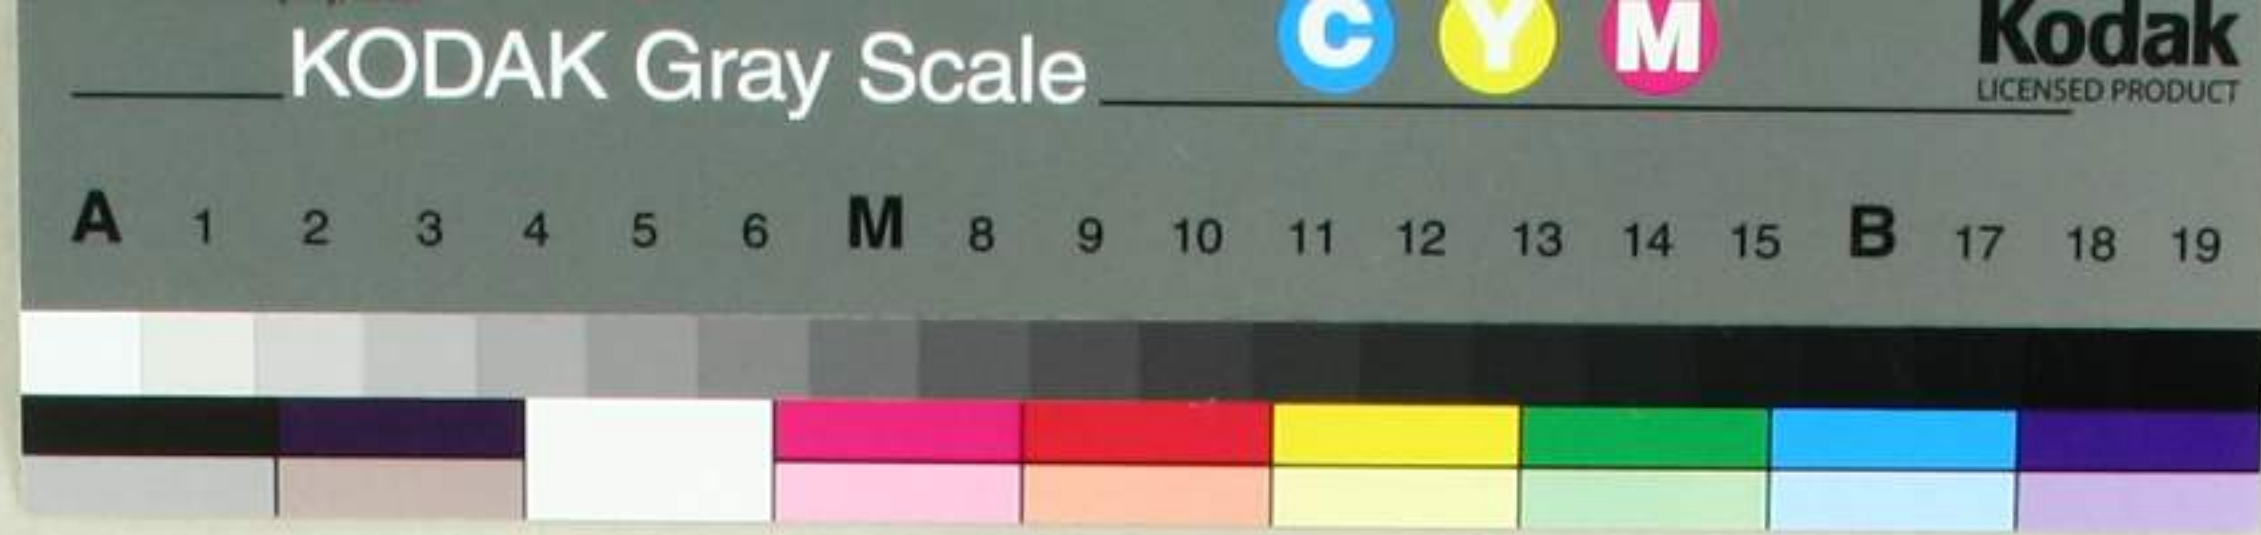 KODAK Gray Scale
C Y M
Kodak
LICENSED PRODUCT
A 1 2 3 4 5 6 M 8 9 10 11 12 13 14 15 B 17 18 19